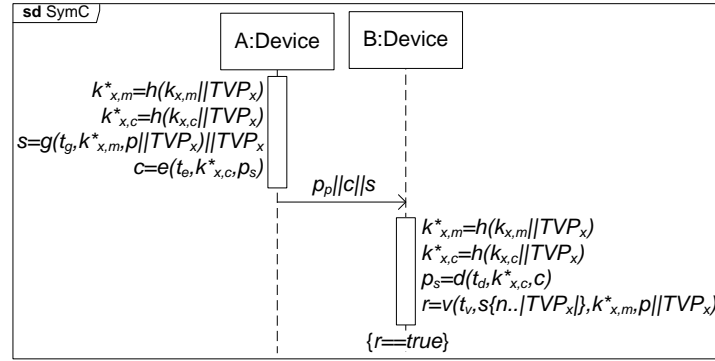 sd SymC
A:Device
B:Device
k*x,m=h(kx,m||TVPx)
k*x,c=h(kx,c||TVPx)
s=g(tg,k*x,m,p||TVPx)||TVPx
c=e(te,k*x,c,ps)
pp||c||s
k*x,m=h(kx,m||TVPx)
k*x,c=h(kx,c||TVPx)
ps=d(td,k*x,c,c)
r=v(tv,s{n..|TVPx|},k*x,m,p||TVPx)
{r==true}